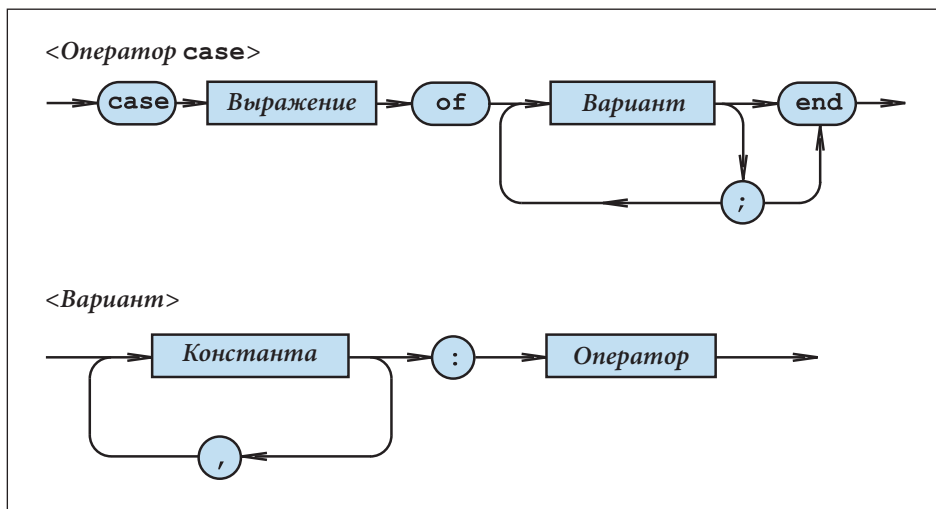 <Оператор case>
case Выражение of Вариант end
;
<Вариант>
Константа : Оператор
,